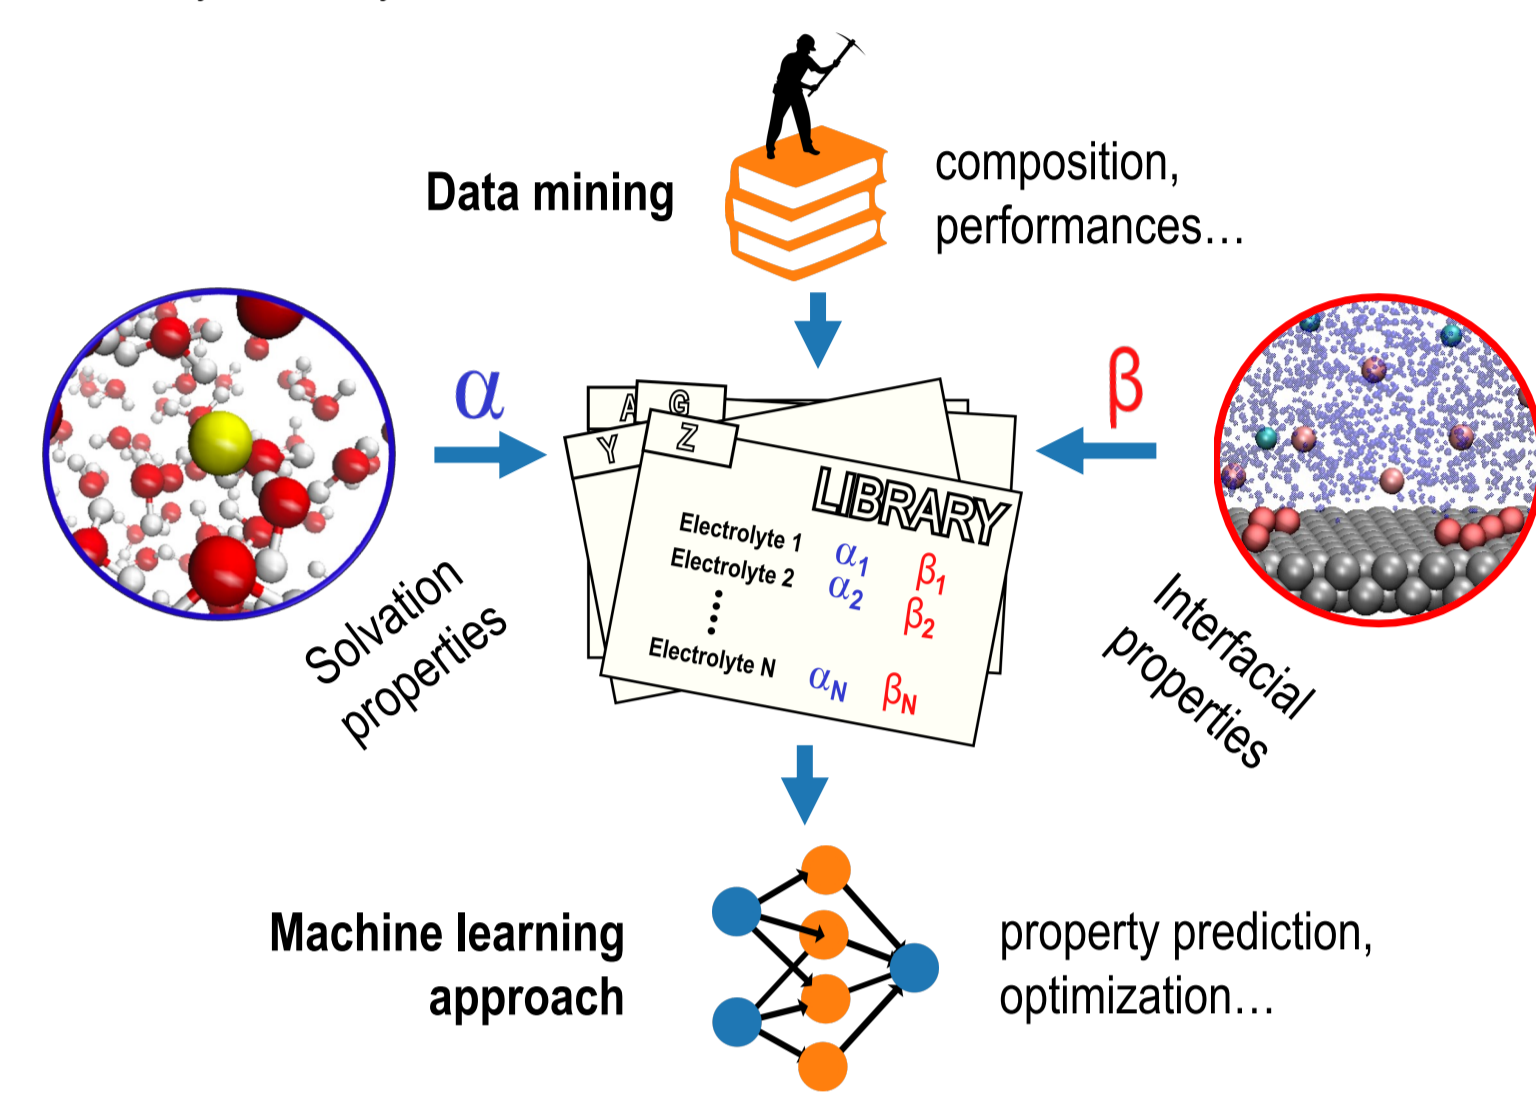 Data mining
composition,
performances…
α
β
A
G
Y
Z
LIBRARY
Electrolyte 1 α1 β1
Electrolyte 2 α2 β2
Electrolyte N αN βN
Solvation
properties
Interfacial
properties
Machine learning
approach
property prediction,
optimization…